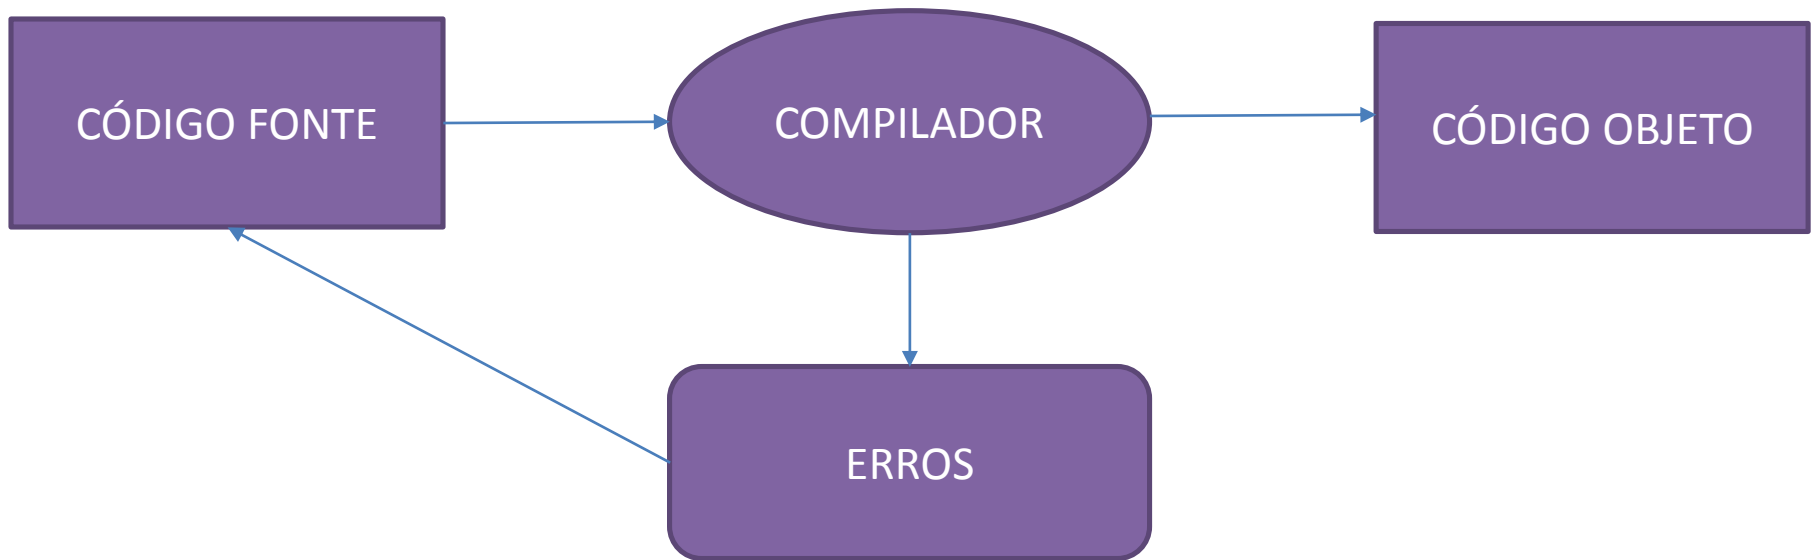 CÓDIGO FONTE
COMPILADOR
CÓDIGO OBJETO
ERROS